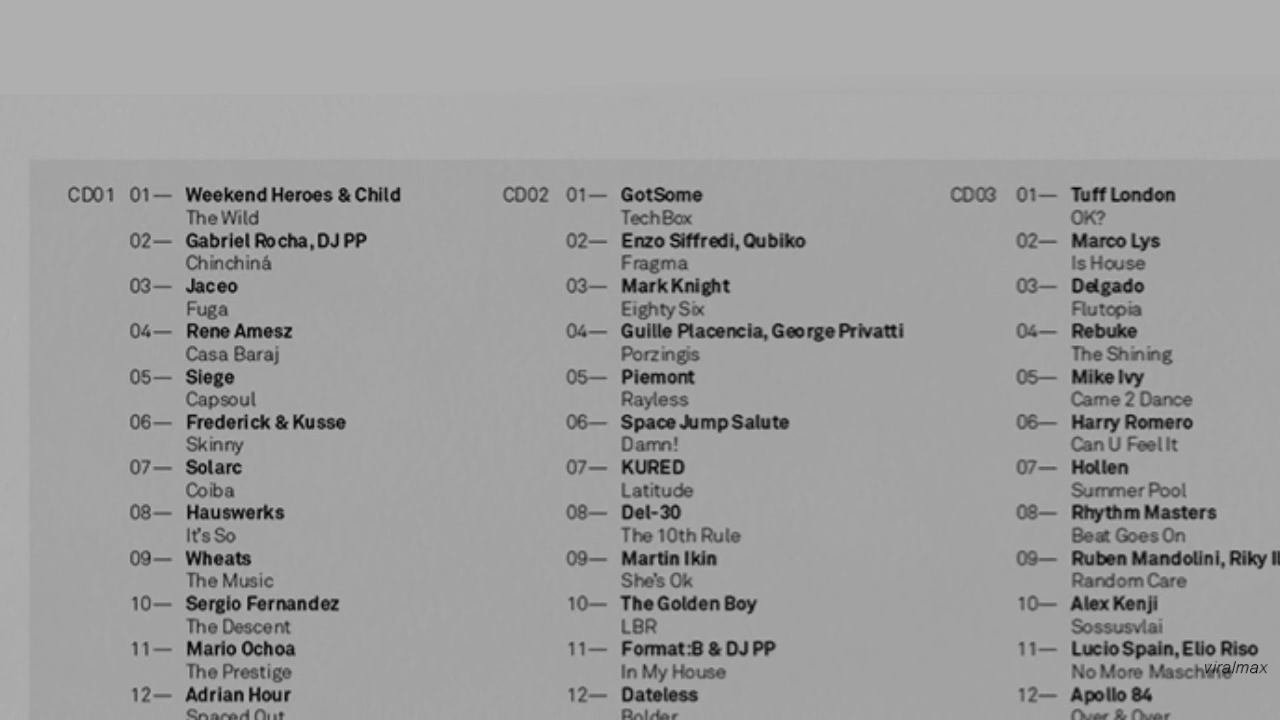 CD01 01— Weekend Heroes & Child
The Wild
02— Gabriel Rocha, DJ PP
Chinchiná
03— Jaceo
Fuga
04— Rene Amesz
Casa Baraj
05— Siege
Capsoul
06— Frederick & Kusse
Skinny
07— Solarc
Coiba
08— Hauswerks
It's So
09— Wheats
The Music
10— Sergio Fernandez
The Descent
11— Mario Ochoa
The Prestige
12— Adrian Hour
Spaced Out
CD02 01— GotSome
TechBox
02— Enzo Siffredi, Qubiko
Fragma
03— Mark Knight
Eighty Six
04— Guille Placencia, George Privatti
Porzingis
05— Piemont
Rayless
06— Space Jump Salute
Damn!
07— KURED
Latitude
08— Del-30
The 10th Rule
09— Martin Ikin
She's Ok
10— The Golden Boy
LBR
11— Format:B & DJ PP
In My House
12— Dateless
Bolder
CD03 01— Tuff London
OK?
02— Marco Lys
Is House
03— Delgado
Flutopia
04— Rebuke
The Shining
05— Mike Ivy
Came 2 Dance
06— Harry Romero
Can U Feel It
07— Hollen
Summer Pool
08— Rhythm Masters
Beat Goes On
09— Ruben Mandolini, Riky
Random Care
10— Alex Kenji
Sossusvlai
11— Lucio Spain, Elio Riso
No More Maschine
12— Apollo 84
Over & Over
viralmax